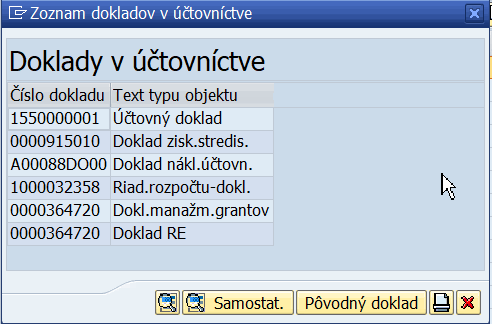 Zoznam dokladov v účtovníctve
Doklady v účtovníctve
Číslo dokladu Text typu objektu
1550000001 Účtovný doklad
0000915010 Doklad zisk.stredis.
A00088DO00 Doklad nákl.účtovn.
1000032358 Riad.rozpočtu-dokl.
0000364720 Dokl.manažm.grantov
0000364720 Doklad RE
Samostat. Pôvodný doklad